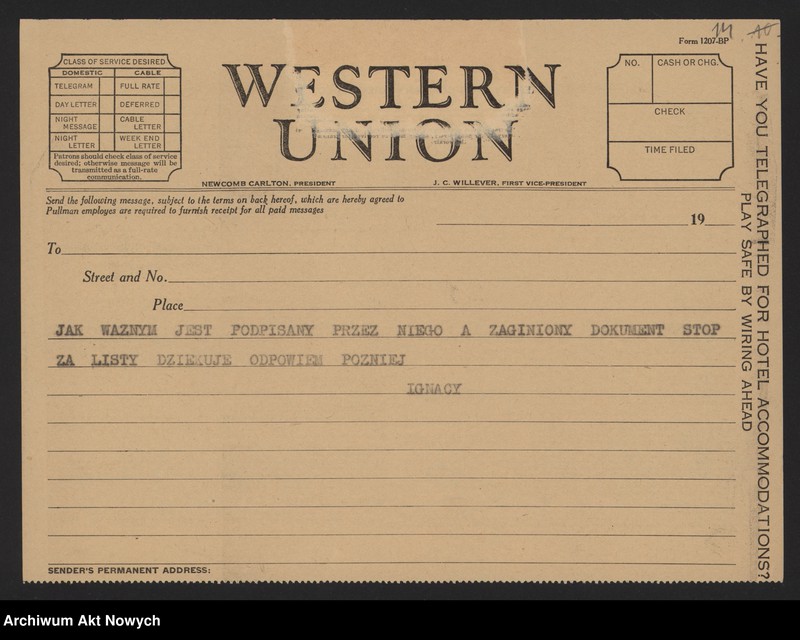 14
Form 1207-BP
CLASS OF SERVICE DESIRED
DOMESTIC CABLE
TELEGRAM FULL RATE
DAY LETTER DEFERRED
NIGHT MESSAGE CABLE LETTER
NIGHT LETTER WEEK END LETTER
Patrons should check class of service
desired; otherwise message will be
transmitted as a full-rate
communication.
WESTERN
UNION
NEWCOMB CARLTON, PRESIDENT J. C. WILLEVER, FIRST VICE-PRESIDENT
NO. CASH OR CHG.
CHECK
TIME FILED
Send the following message, subject to the terms on back hereof, which are hereby agreed to
Pullman employes are required to furnish receipt for all paid messages
19
To
Street and No.
Place
JAK WAZNYM JEST PODPISANY PRZEZ NIEGO A ZAGINIONY DOKUMENT STOP
ZA LISTY DZIEKUJE ODPOWIEM POZNIEJ
IGNACY
SENDER'S PERMANENT ADDRESS:
HAVE YOU TELEGRAPHED FOR HOTEL ACCOMMODATIONS?
PLAY SAFE BY WIRING AHEAD
Archiwum Akt Nowych